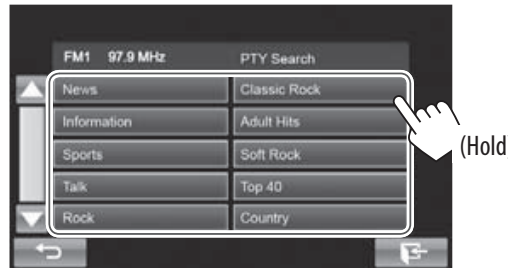 FM1 97.9 MHz PTY Search
News Classic Rock
Information Adult Hits
Sports Soft Rock
Talk Top 40
Rock Country
(Hold